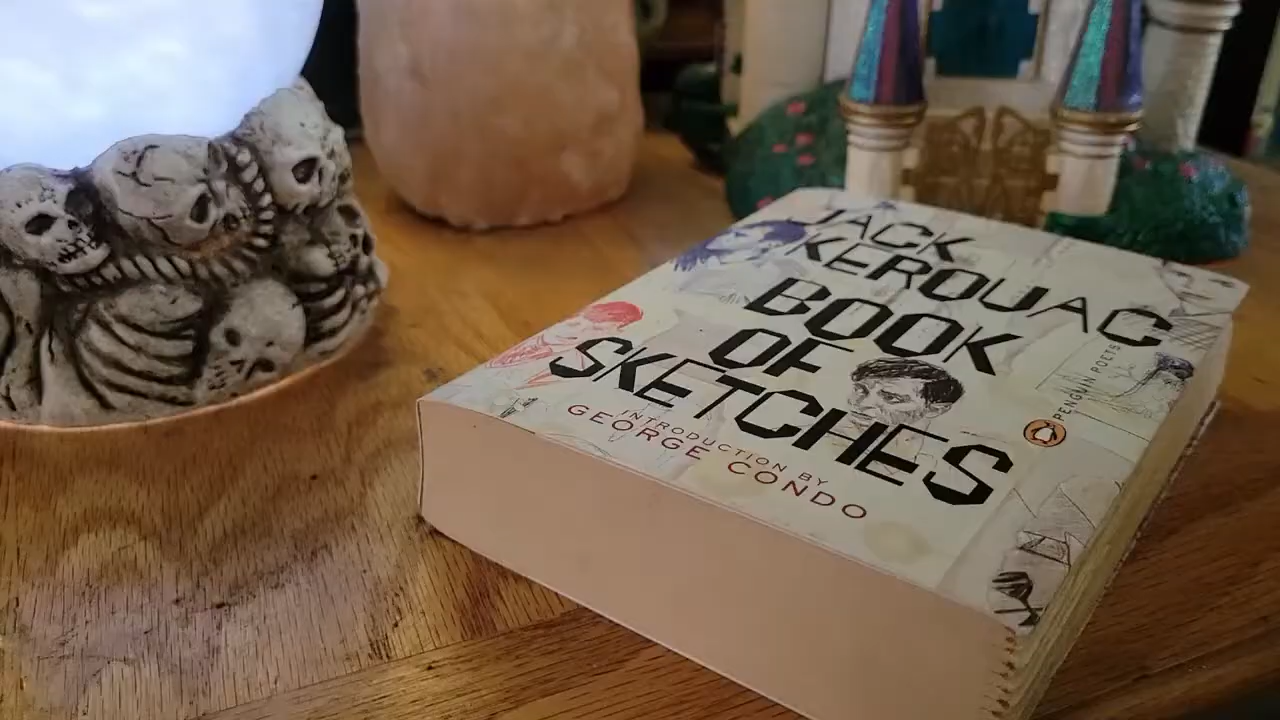 JACK
KEROUAC
BOOK
OF
SKETCHES
INTRODUCTION BY
GEORGE CONDO
PENGUIN POETS